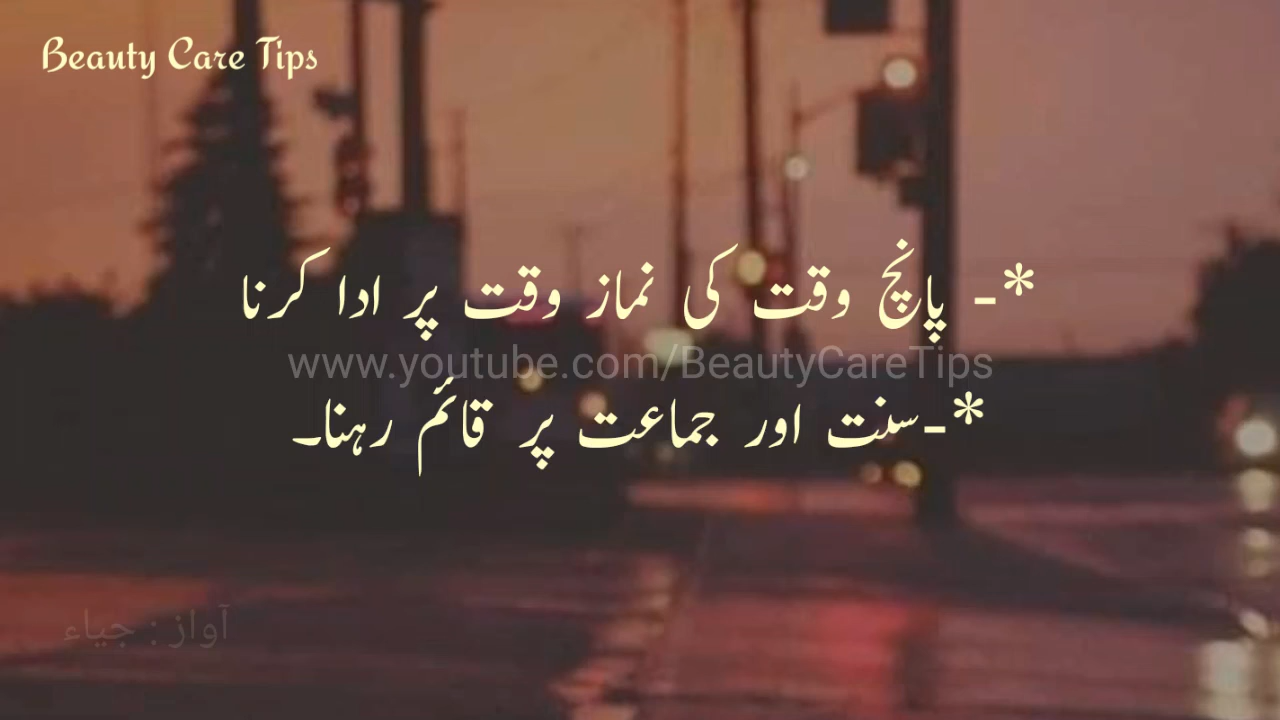 Beauty Care Tips
*- پانچ وقت کی نماز وقت پر ادا کرنا
www.youtube.com/BeautyCareTips
*-سنت اور جماعت پر قائم رہنا۔
آواز : جیاء